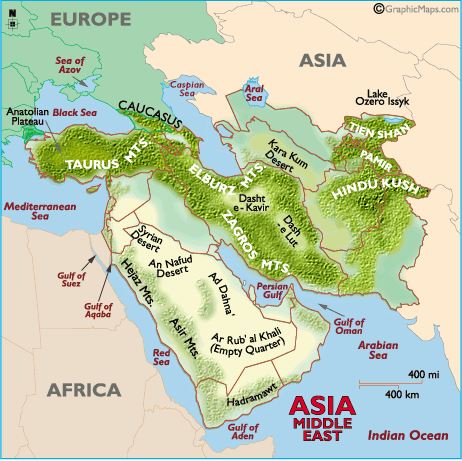 © GraphicMaps.com
N
EUROPE
ASIA
Sea of
Azov
Caspian
Sea
Aral
Sea
Lake
Ozero Issyk
Anatolian
Plateau
Black Sea
CAUCASUS
TIEN SHAN
TAURUS MTS.
ELBURZ MTS.
Kara Kum
Desert
PAMIR
HINDU KUSH
Dasht
e - Kavir
Mediterranean
Sea
Syrian
Desert
ZAGROS MTS.
Dash
e - Lut
An Nafud
Desert
Gulf of
Suez
Gulf of
Aqaba
Hejaz Mts.
Ad Dahna'
Persian
Gulf
Gulf of
Oman
Ar Rub' al Khali
(Empty Quarter)
Asir Mts.
Arabian
Sea
Red
Sea
AFRICA
400 mi
400 km
Hadramawt
ASIA
MIDDLE
EAST
Gulf of
Aden
Indian Ocean